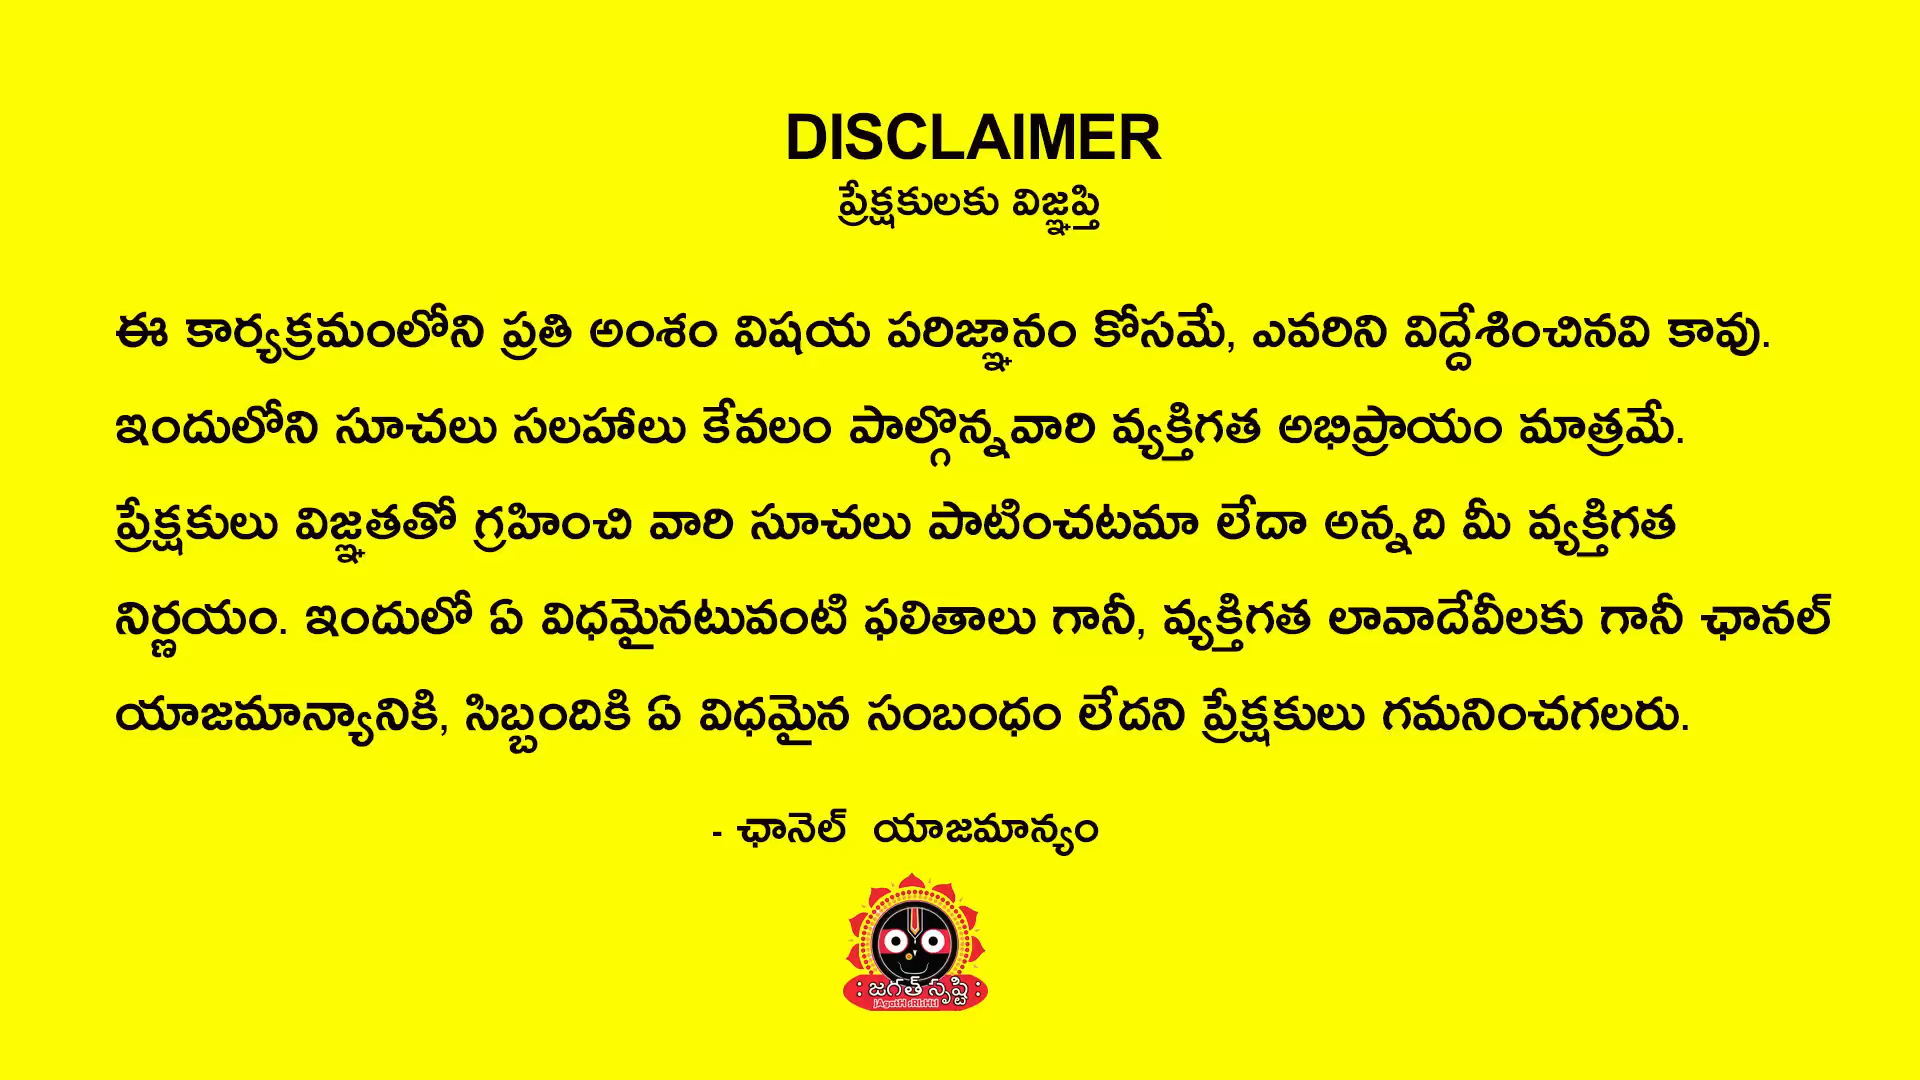 DISCLAIMER
ప్రేక్షకులకు విజ్ఞప్తి
ఈ కార్యక్రమంలోని ప్రతి అంశం విషయ పరిజ్ఞానం కోసమే, ఎవరిని విద్దేశించినవి కావు.
ఇందులోని సూచలు సలహాలు కేవలం పాల్గొన్నవారి వ్యక్తిగత అభిప్రాయం మాత్రమే.
ప్రేక్షకులు విజ్ఞతతో గ్రహించి వారి సూచలు పాటించటమా లేదా అన్నది మీ వ్యక్తిగత
నిర్ణయం. ఇందులో ఏ విధమైనటువంటి ఫలితాలు గానీ, వ్యక్తిగత లావాదేవీలకు గానీ ఛానల్
యాజమాన్యానికి, సిబ్బందికి ఏ విధమైన సంబంధం లేదని ప్రేక్షకులు గమనించగలరు.
- ఛానెల్ యాజమాన్యం
: జగత్ సృష్టి :
jAgatH sRIsHtI